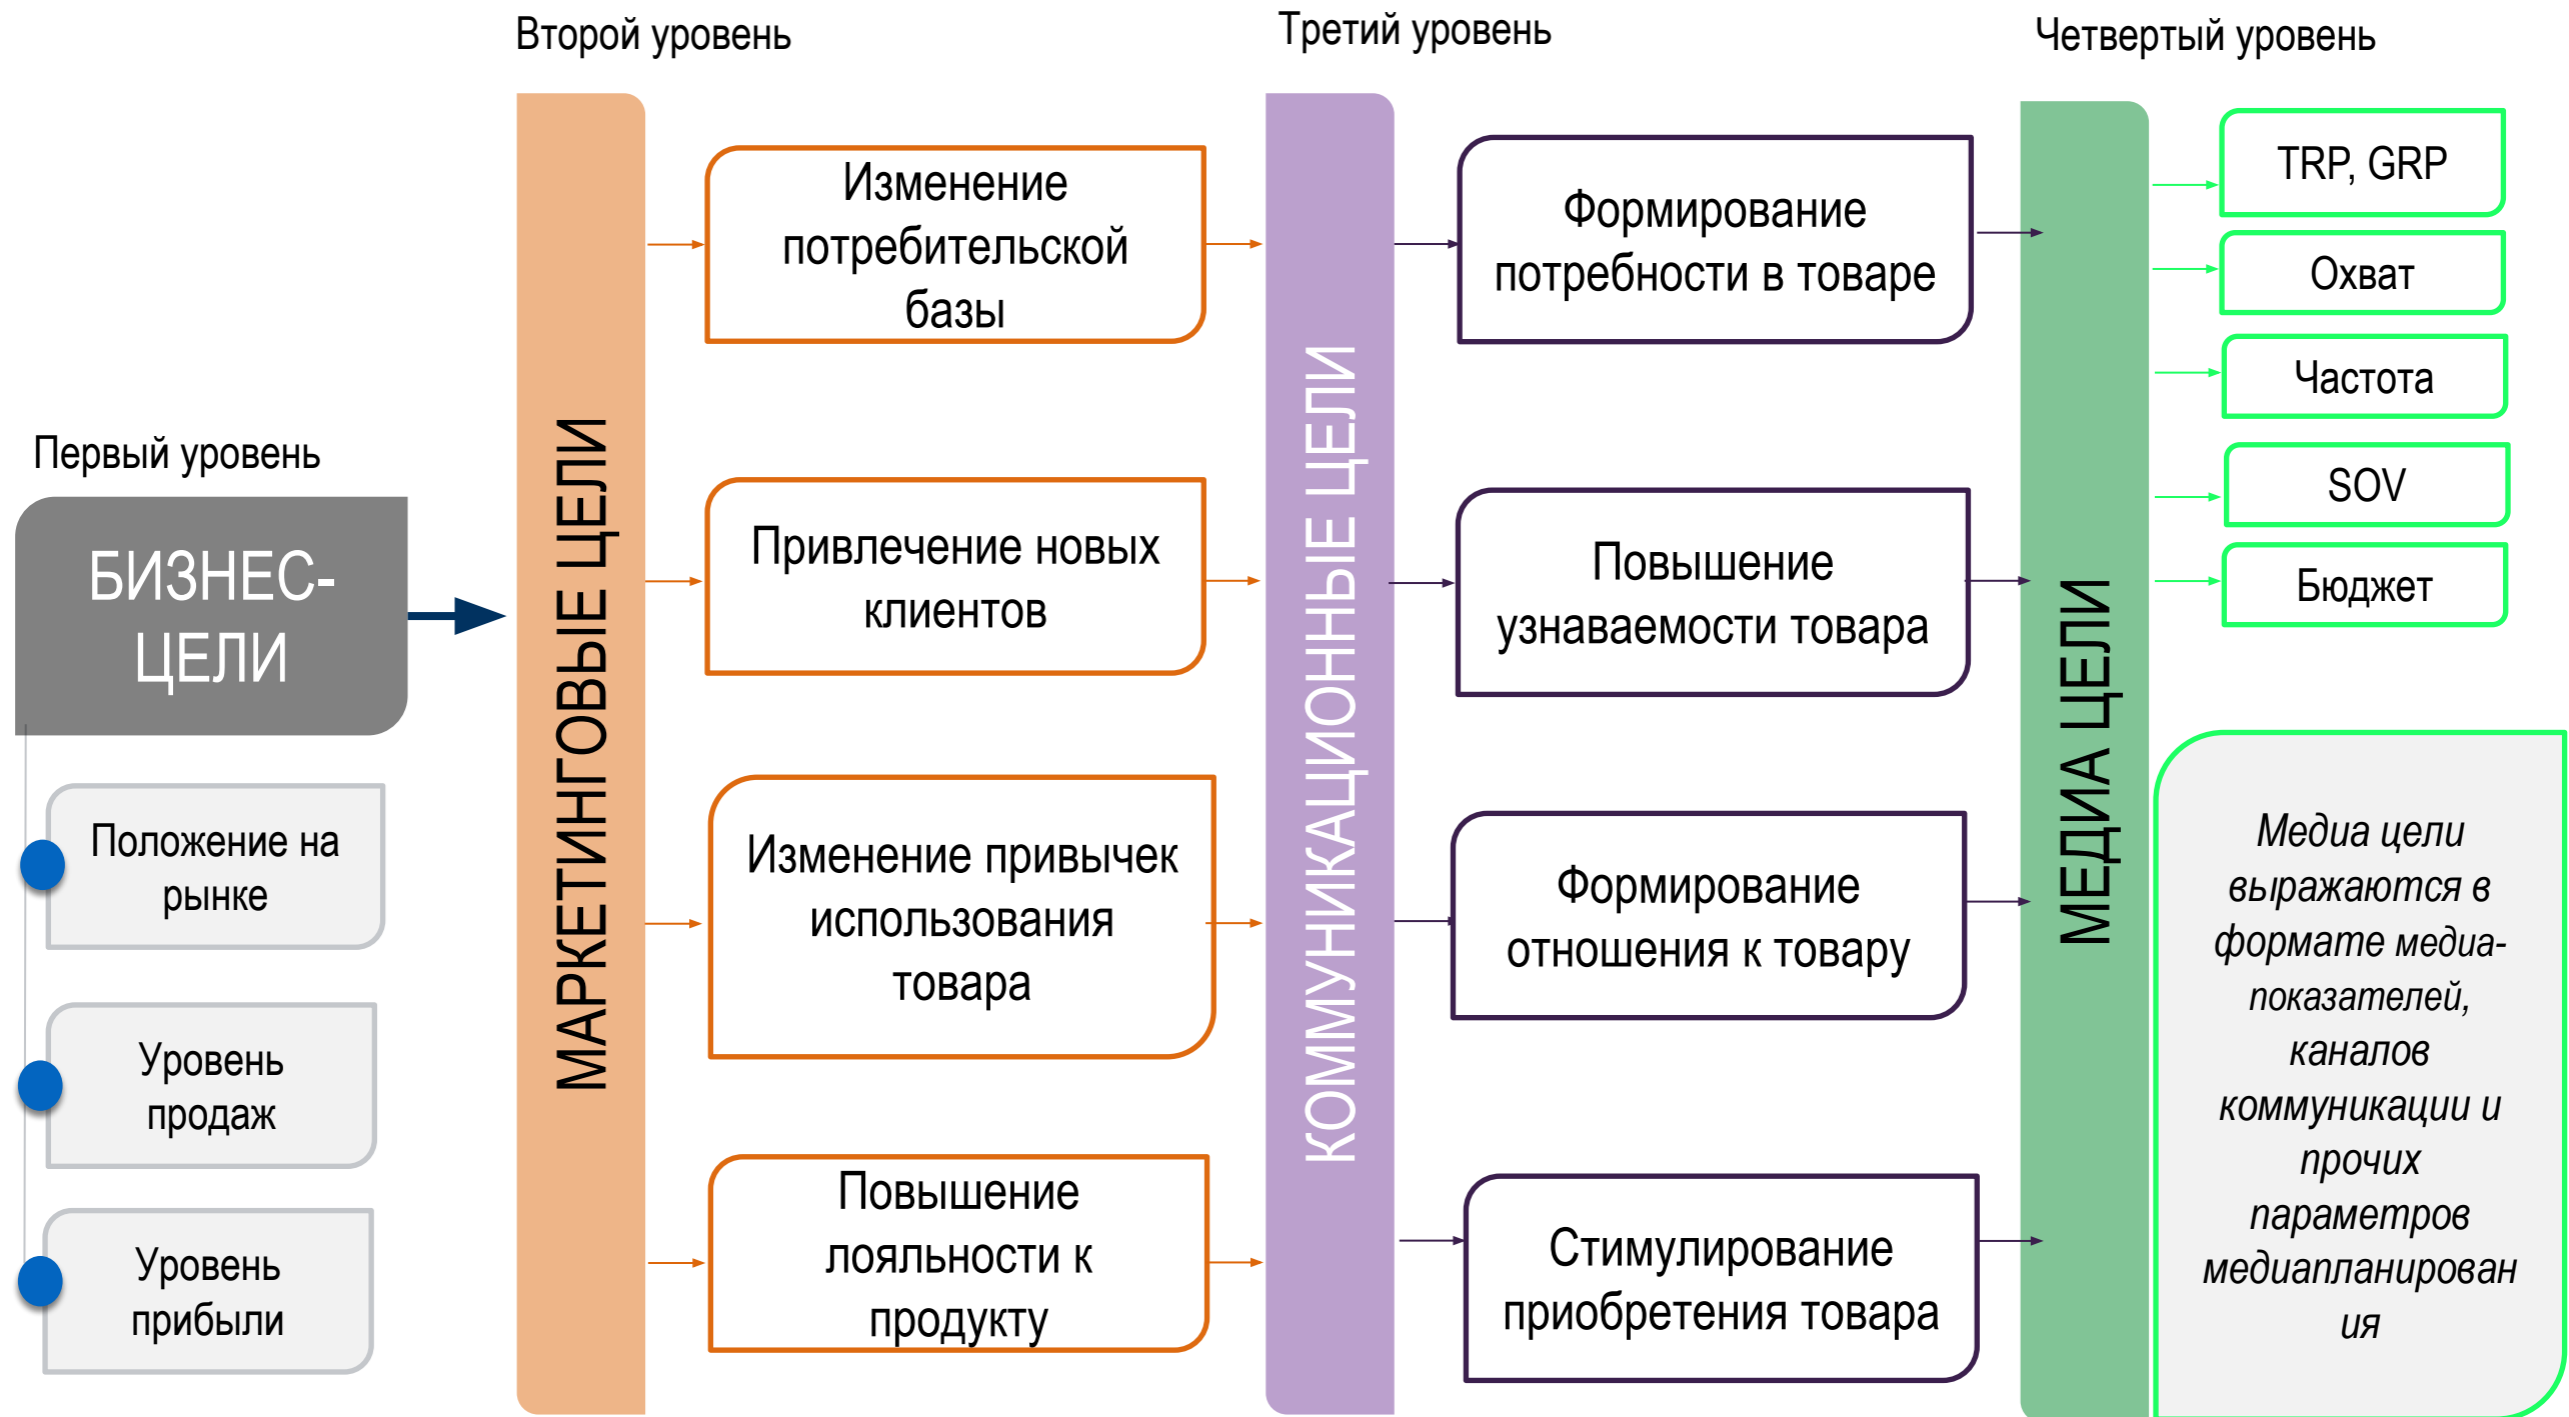 Первый уровень
БИЗНЕС-
ЦЕЛИ
Положение на
рынке
Уровень
продаж
Уровень
прибыли
Второй уровень
МАРКЕТИНГОВЫЕ ЦЕЛИ
Изменение
потребительской
базы
Привлечение новых
клиентов
Изменение привычек
использования
товара
Повышение
лояльности к
продукту
Третий уровень
КОММУНИКАЦИОННЫЕ ЦЕЛИ
Формирование
потребности в товаре
Повышение
узнаваемости товара
Формирование
отношения к товару
Стимулирование
приобретения товара
Четвертый уровень
МЕДИА ЦЕЛИ
TRP, GRP
Охват
Частота
SOV
Бюджет
Медиа цели
выражаются в
формате медиа-
показателей,
каналов
коммуникации и
прочих
параметров
медиапланирован
ия